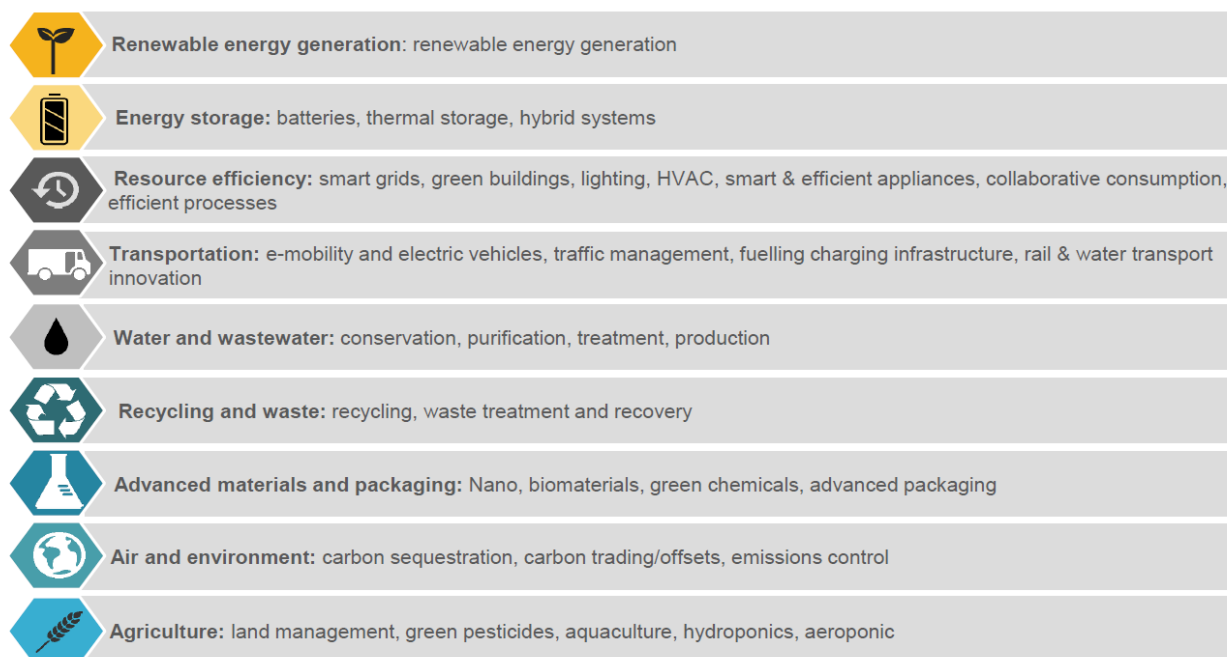 Renewable energy generation: renewable energy generation
Energy storage: batteries, thermal storage, hybrid systems
Resource efficiency: smart grids, green buildings, lighting, HVAC, smart & efficient appliances, collaborative consumption,
efficient processes
Transportation: e-mobility and electric vehicles, traffic management, fuelling charging infrastructure, rail & water transport
innovation
Water and wastewater: conservation, purification, treatment, production
Recycling and waste: recycling, waste treatment and recovery
Advanced materials and packaging: Nano, biomaterials, green chemicals, advanced packaging
Air and environment: carbon sequestration, carbon trading/offsets, emissions control
Agriculture: land management, green pesticides, aquaculture, hydroponics, aeroponic